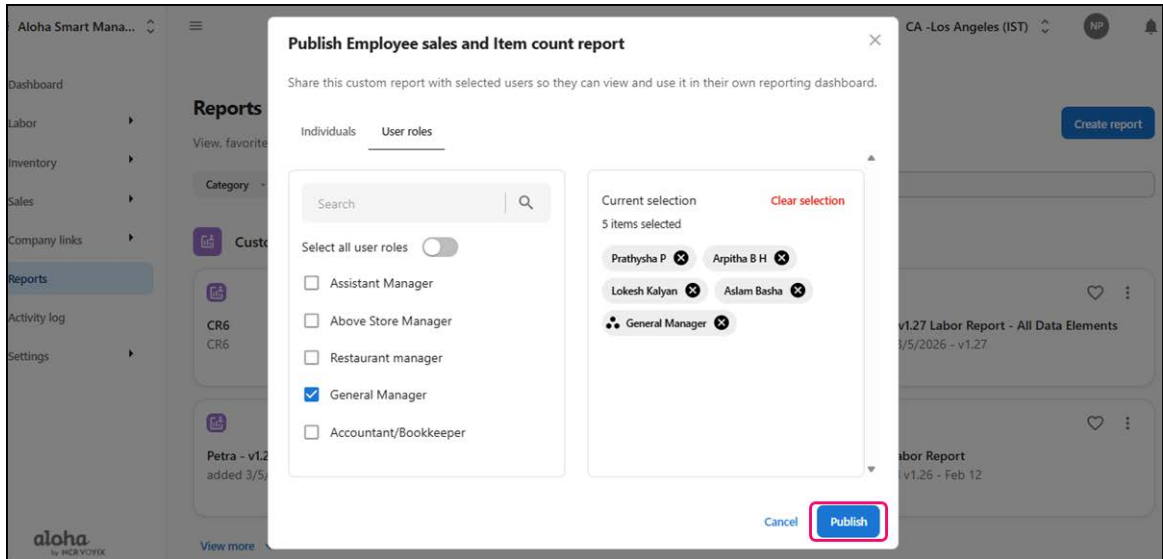 Aloha Smart Mana...
CA -Los Angeles (IST)
NP
Dashboard
Labor
Inventory
Sales
Company links
Reports
Activity log
Settings
aloha
by NCR VOYIX
Reports
View, favorite
Create report
Category
Custo
CR6
CR6
v1.27 Labor Report - All Data Elements
3/5/2026 - v1.27
Petra - v1.2
added 3/5/
abor Report
v1.26 - Feb 12
View more
Publish Employee sales and Item count report
Share this custom report with selected users so they can view and use it in their own reporting dashboard.
Individuals
User roles
Search
Select all user roles
Assistant Manager
Above Store Manager
Restaurant manager
General Manager
Accountant/Bookkeeper
Current selection
Clear selection
5 items selected
Prathysha P
Arpitha B H
Lokesh Kalyan
Aslam Basha
General Manager
Cancel
Publish